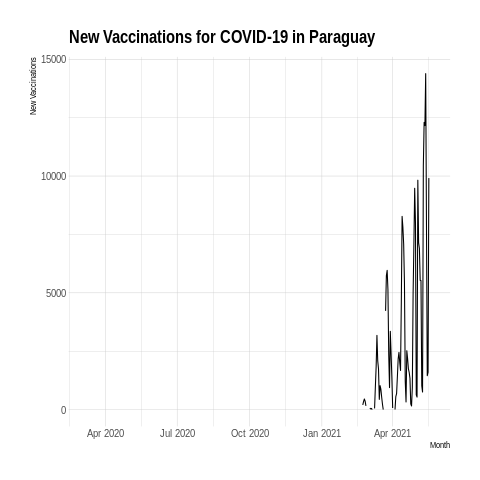 New Vaccinations for COVID-19 in Paraguay
New Vaccinations
15000
10000
5000
0
Apr 2020 Jul 2020 Oct 2020 Jan 2021 Apr 2021
Month